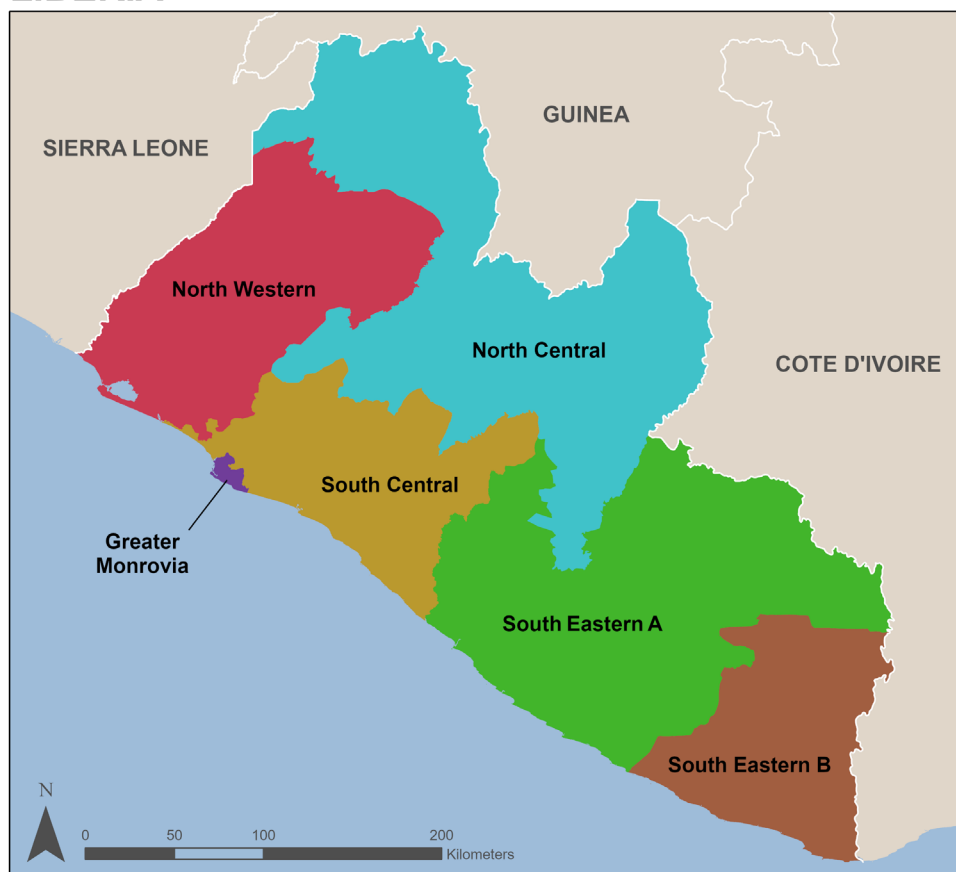 SIERRA LEONE
GUINEA
North Western
North Central
COTE D'IVOIRE
South Central
Greater
Monrovia
South Eastern A
South Eastern B
N
0 50 100 200
Kilometers